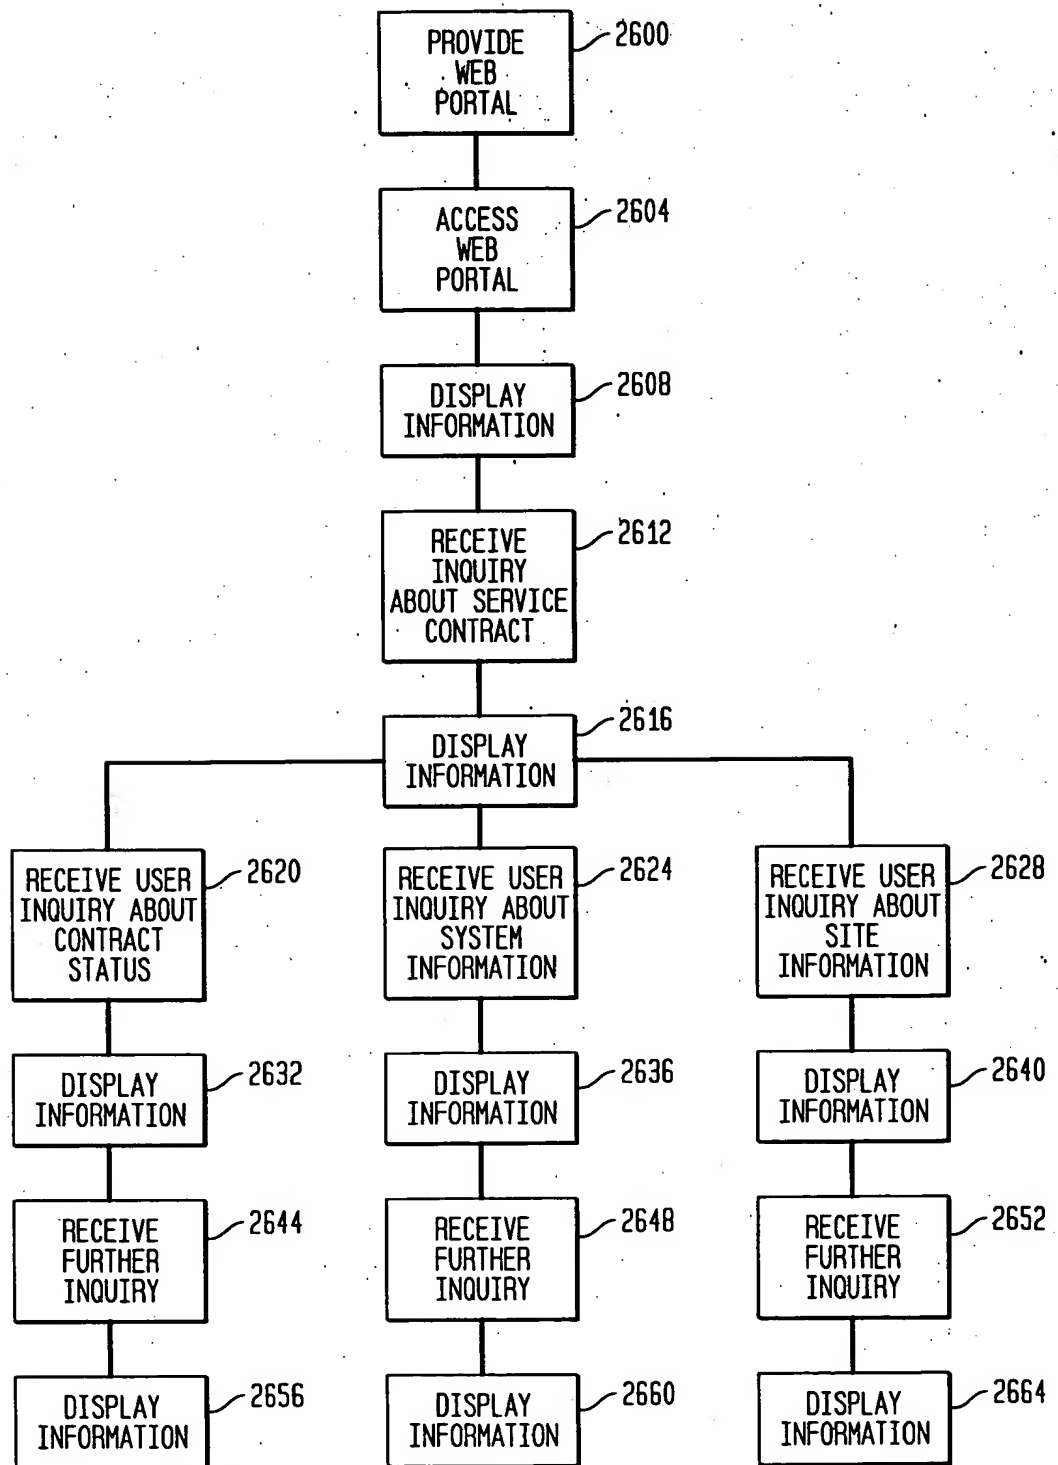 PROVIDE
WEB
PORTAL
2600
ACCESS
WEB
PORTAL
2604
DISPLAY
INFORMATION
2608
RECEIVE
INQUIRY
ABOUT SERVICE
CONTRACT
2612
DISPLAY
INFORMATION
2616
RECEIVE USER
INQUIRY ABOUT
CONTRACT
STATUS
2620
RECEIVE USER
INQUIRY ABOUT
SYSTEM
INFORMATION
2624
RECEIVE USER
INQUIRY ABOUT
SITE
INFORMATION
2628
DISPLAY
INFORMATION
2632
DISPLAY
INFORMATION
2636
DISPLAY
INFORMATION
2640
RECEIVE
FURTHER
INQUIRY
2644
RECEIVE
FURTHER
INQUIRY
2648
RECEIVE
FURTHER
INQUIRY
2652
DISPLAY
INFORMATION
2656
DISPLAY
INFORMATION
2660
DISPLAY
INFORMATION
2664